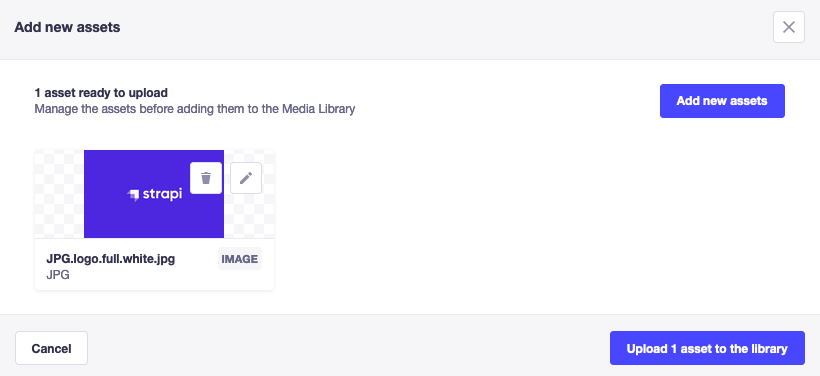 Add new assets
1 asset ready to upload
Manage the assets before adding them to the Media Library
Add new assets
strapi
JPG.logo.full.white.jpg
IMAGE
JPG
Cancel
Upload 1 asset to the library